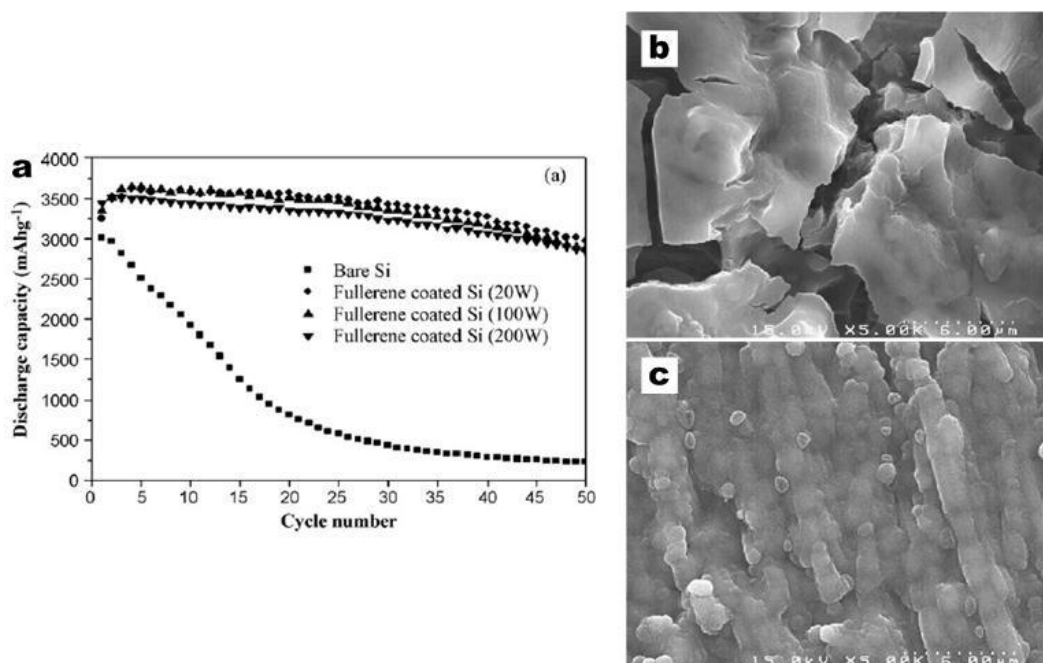 a
(a)
4000
3500
3000
2500
2000
1500
1000
500
0
Discharge capacity (mAhg⁻¹)
Bare Si
Fullerene coated Si (20W)
Fullerene coated Si (100W)
Fullerene coated Si (200W)
0 5 10 15 20 25 30 35 40 45 50
Cycle number
b
15.0kV X5.00K 6.00µm
c
15.0kV X5.00K 6.00µm